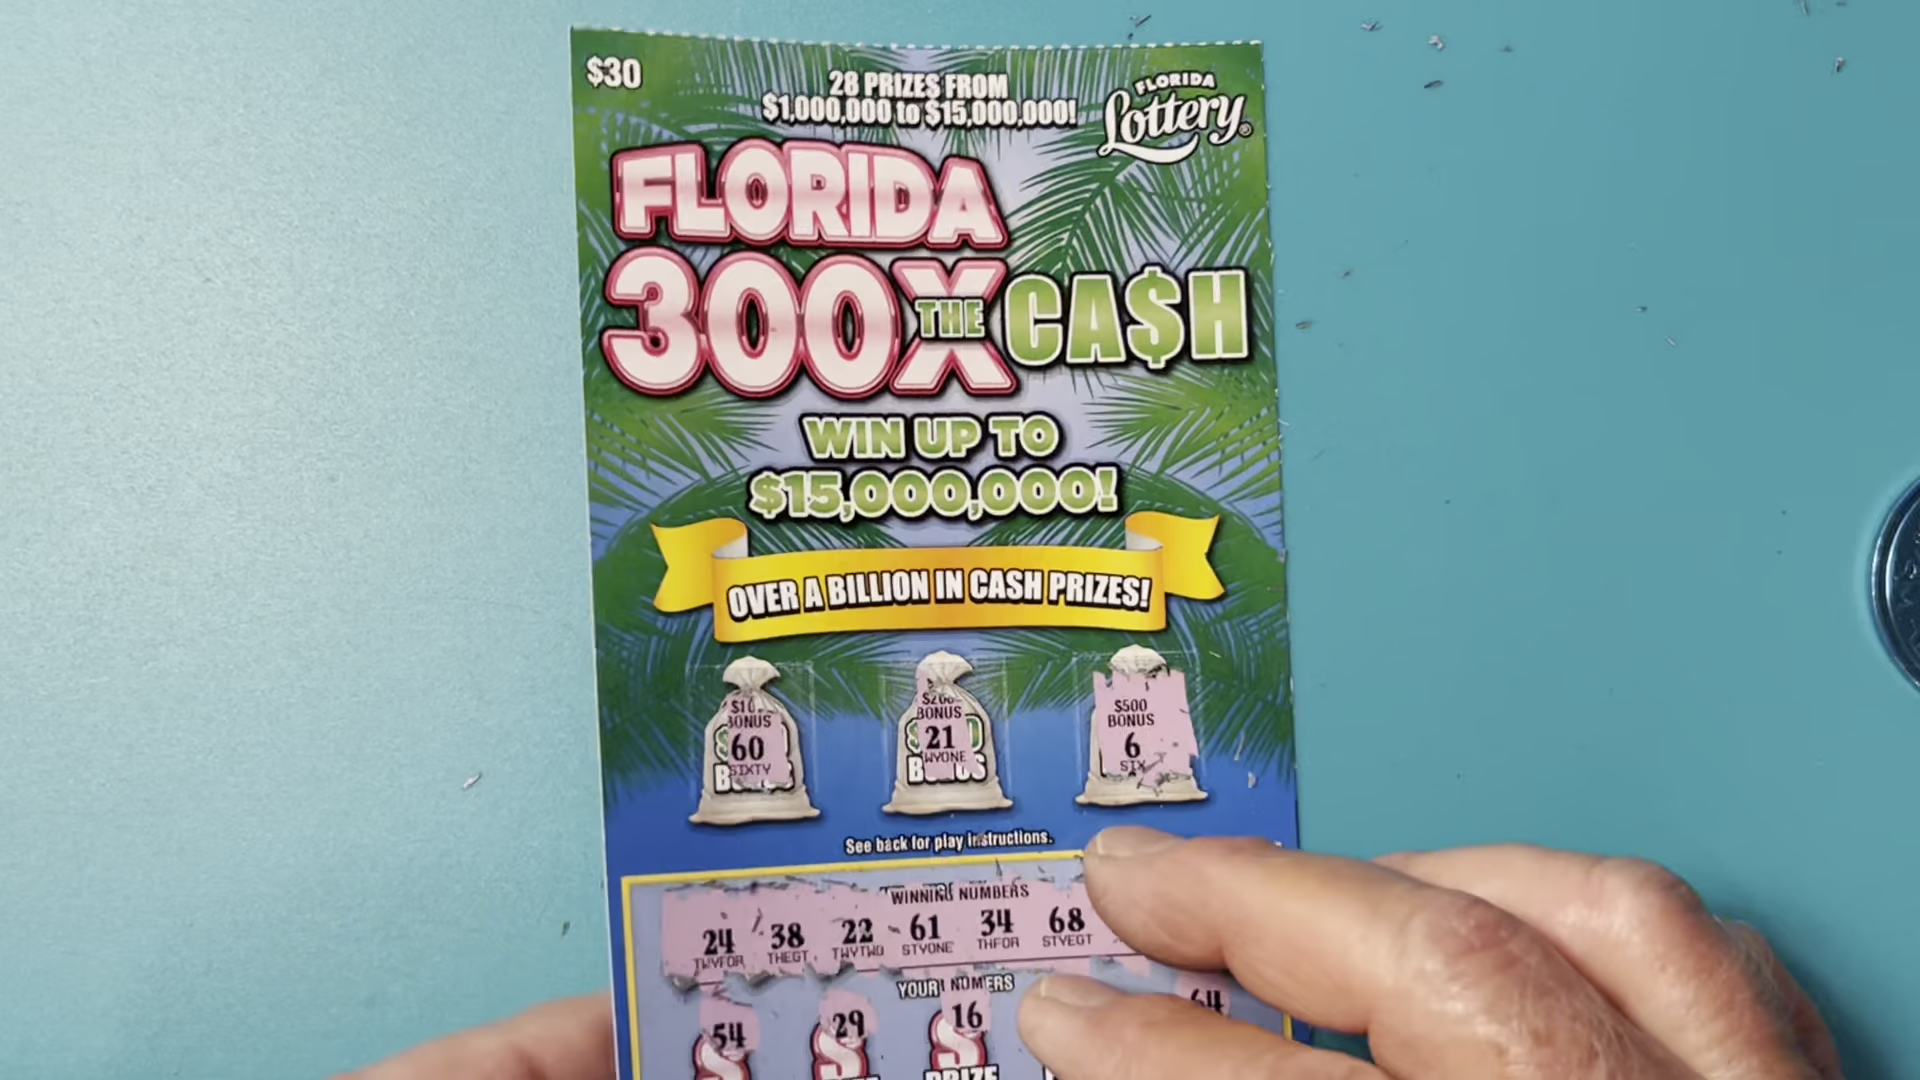 $30
28 PRIZES FROM
$1,000,000 to $15,000,000!
FLORIDA
Lottery®
FLORIDA
300X THE CA$H
WIN UP TO
$15,000,000!
OVER A BILLION IN CASH PRIZES!
BONUS
60
SIXTY
BONUS
21
WYONE
$500
BONUS
6
SIX
See back for play instructions.
WINNING NUMBERS
24 38 22 61 34 68
TWYFOR THEGT TWYTWO STYONE THFOR STYEGT
YOUR NUMBERS
54 29 16 64
PRIZE